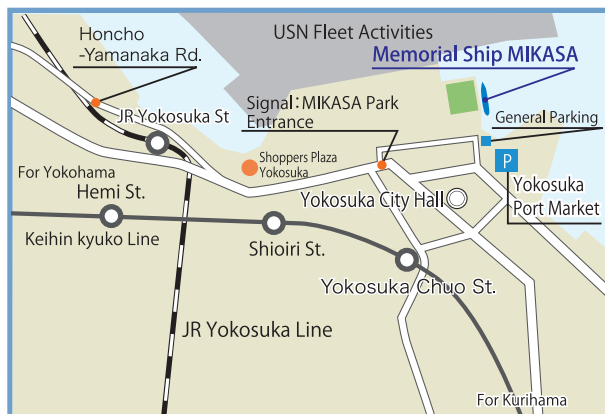 Honcho
-Yamanaka Rd.
USN Fleet Activities
Memorial Ship MIKASA
JR Yokosuka St
Signal:MIKASA Park
Entrance
General Parking
Shoppers Plaza
Yokosuka
P
For Yokohama
Hemi St.
Yokosuka City Hall
Yokosuka
Port Market
Keihin kyuko Line
Shioiri St.
Yokosuka Chuo St.
JR Yokosuka Line
For Kurihama